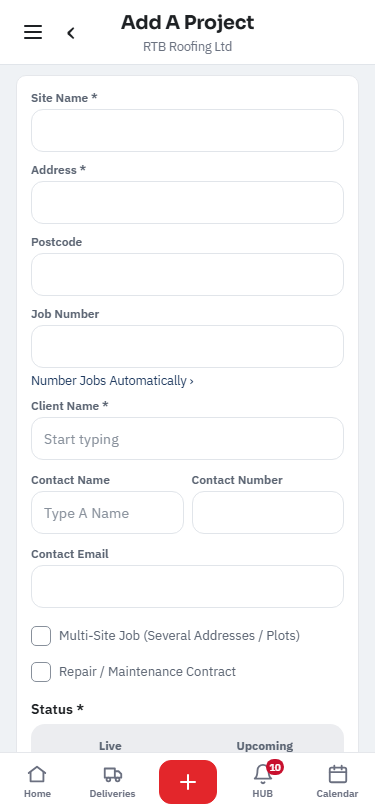 Add A Project
RTB Roofing Ltd
Site Name *
Address *
Postcode
Job Number
Number Jobs Automatically ›
Client Name *
Start typing
Contact Name Contact Number
Type A Name
Contact Email
Multi-Site Job (Several Addresses / Plots)
Repair / Maintenance Contract
Status *
Live Upcoming
10
Home Deliveries HUB Calendar